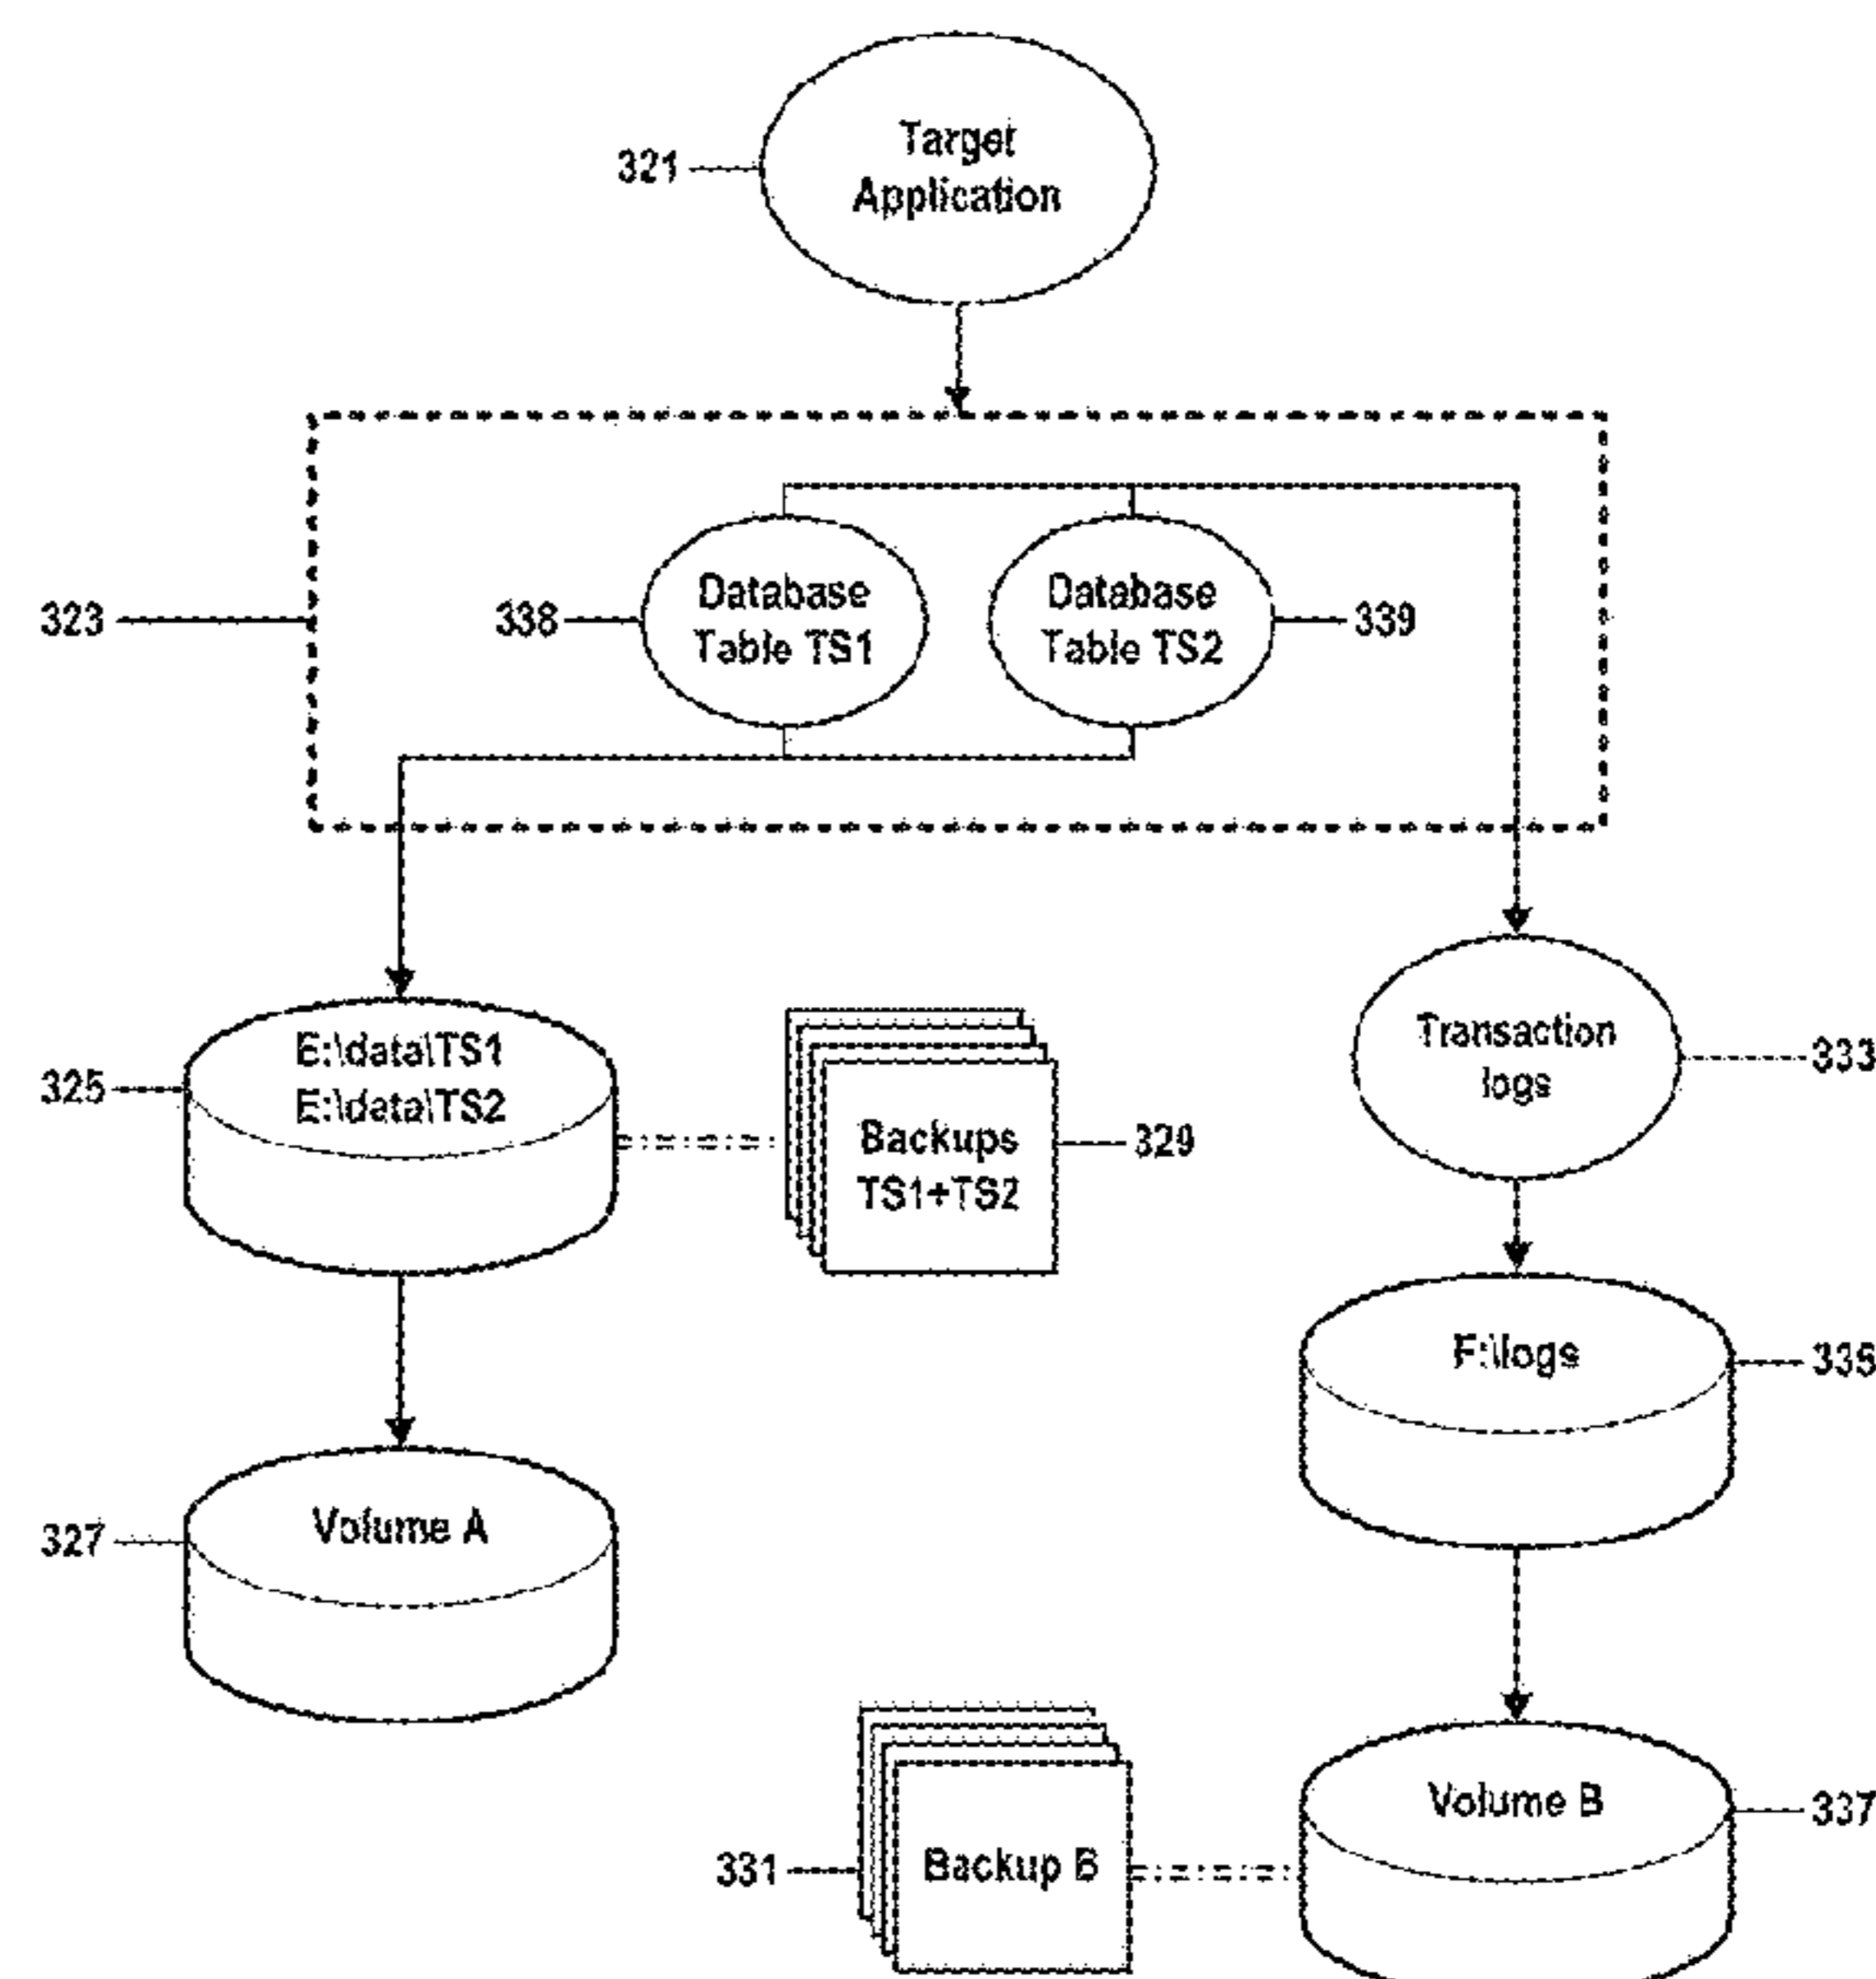 Target
Application
321
323
338
Database
Table TS1
Database
Table TS2
339
325
E:\data\TS1
E:\data\TS2
Backups
TS1+TS2
329
Transaction
logs
333
F:\logs
335
327
Volume A
Volume B
337
331
Backup B